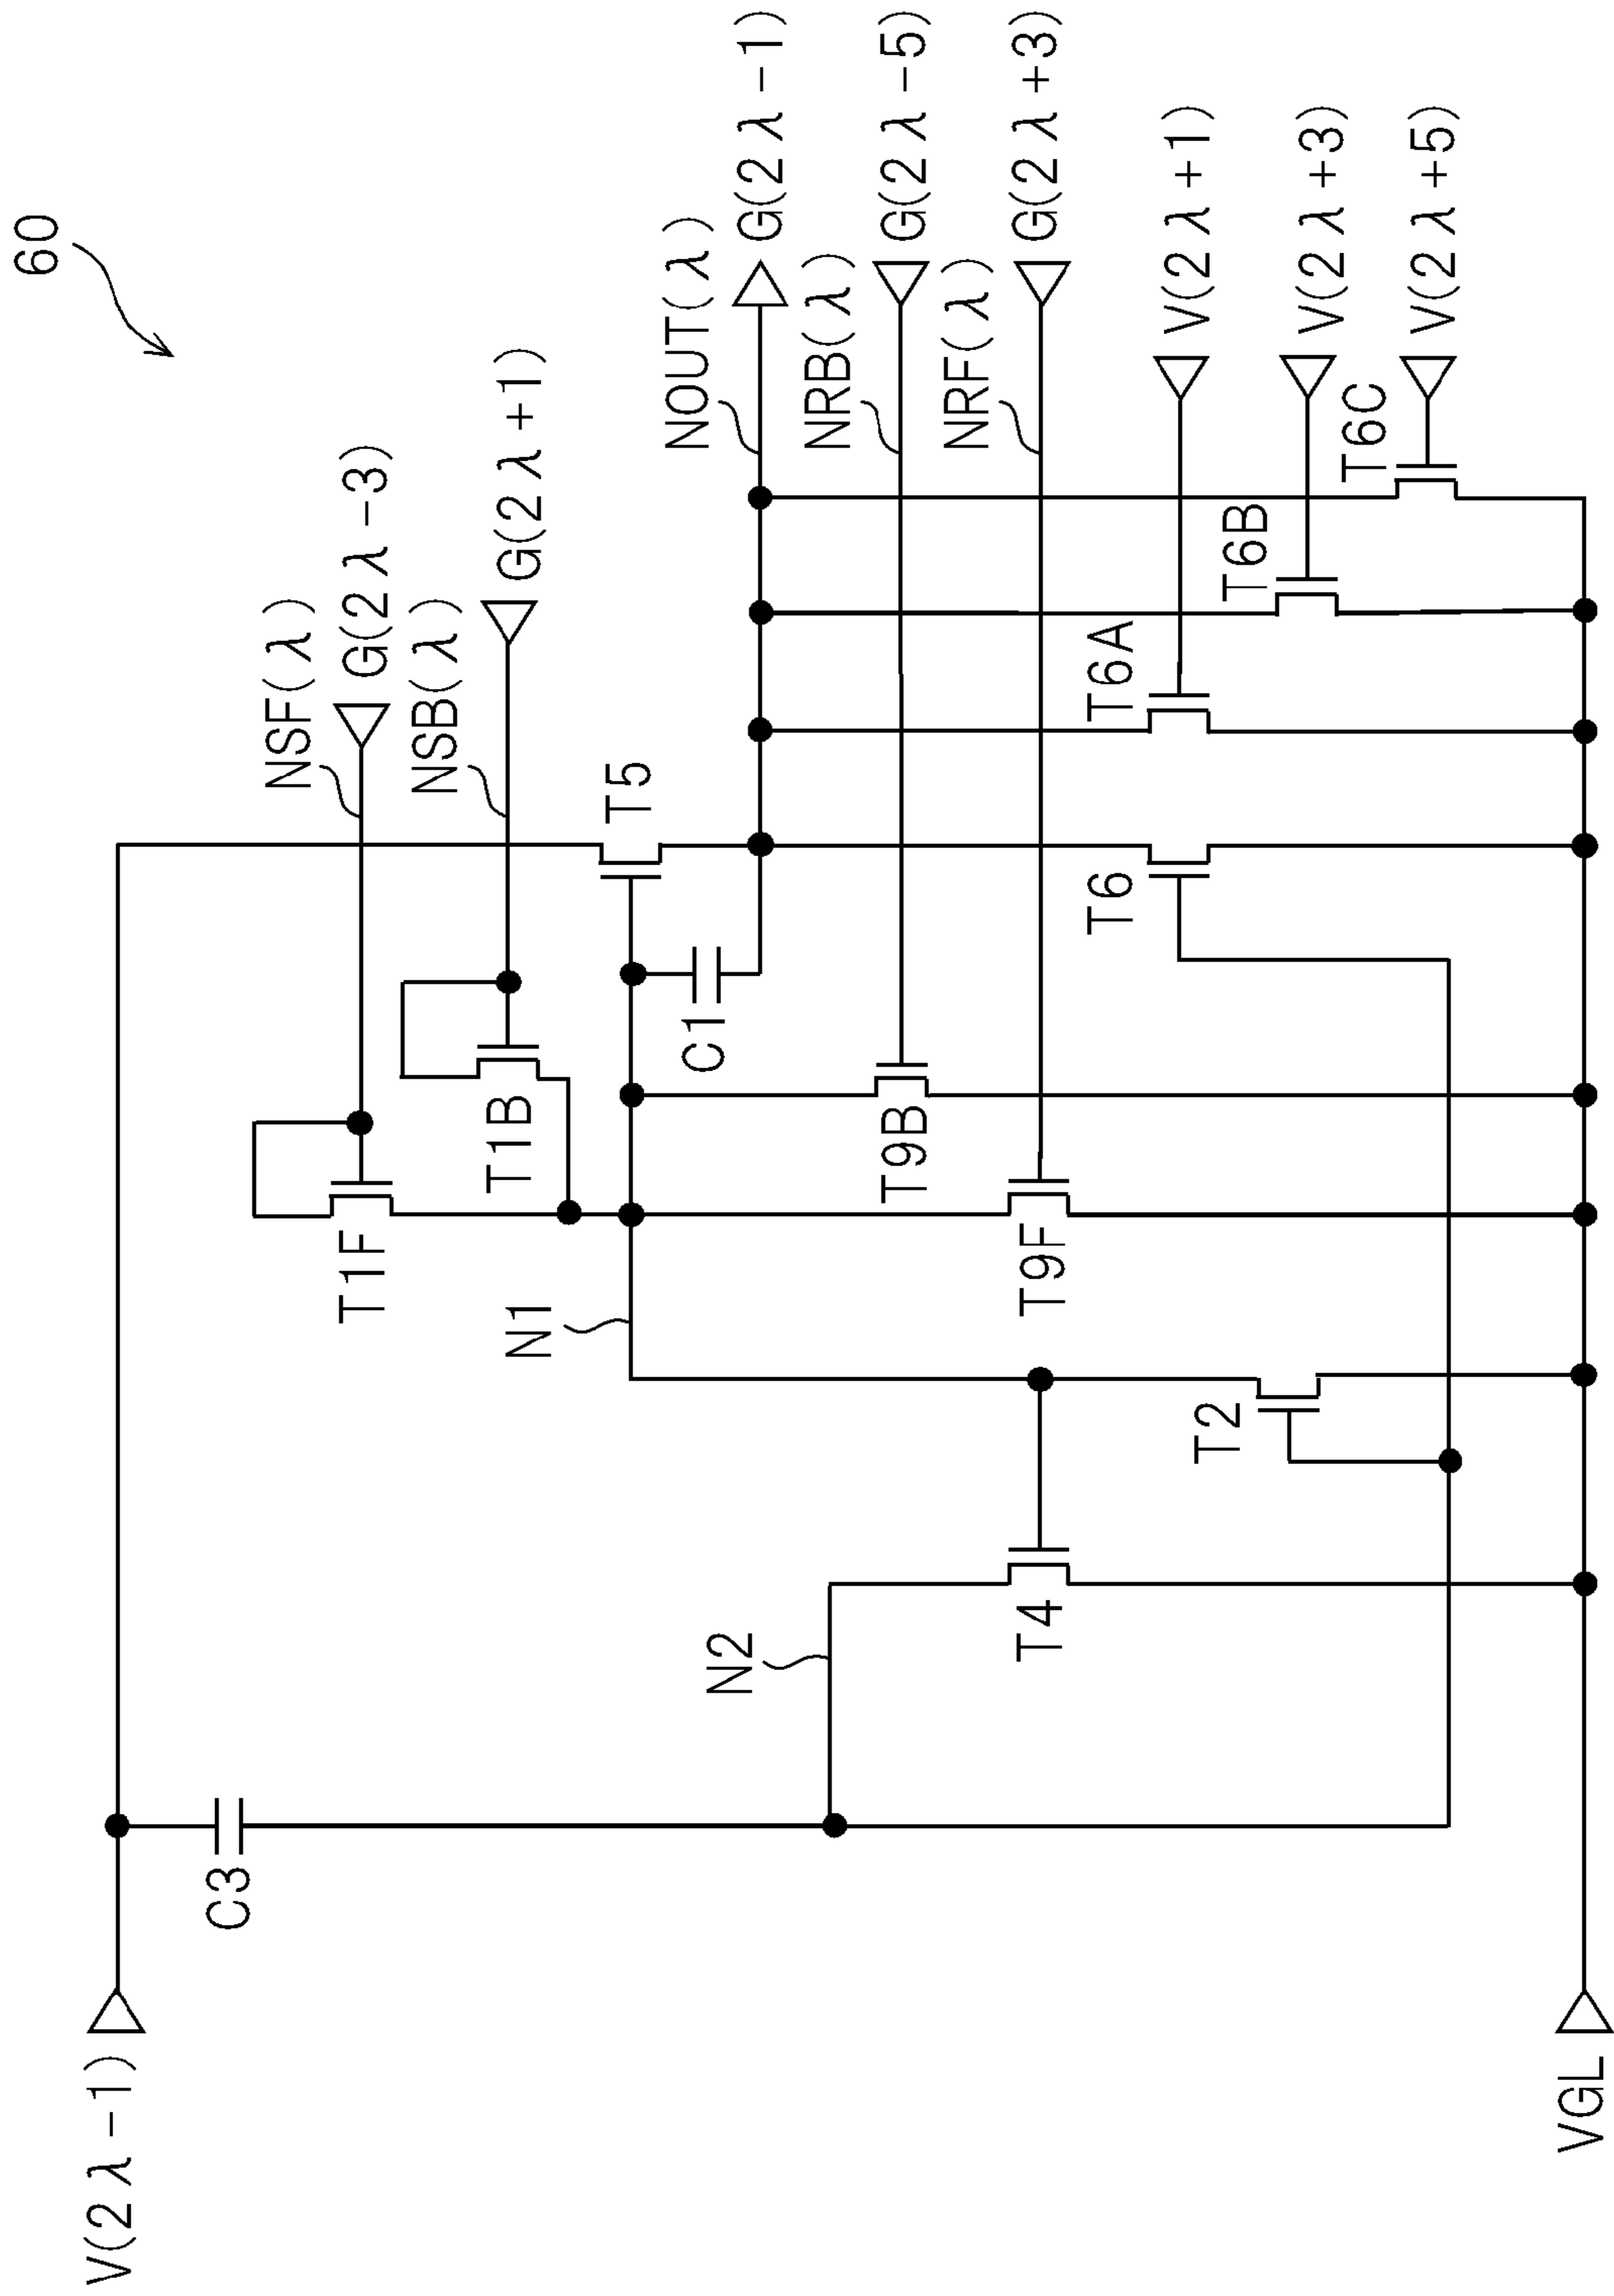 60
V(2λ-1)
C3
NSF(λ)
G(2λ-3)
NSB(λ)
G(2λ+1)
T1F
T1B
N1
T5
C1
NOUT(λ)
G(2λ-1)
N2
NRB(λ)
G(2λ-5)
T9B
NRF(λ)
G(2λ+3)
T9F
T4
T2
T6
T6A
V(2λ+1)
T6B
V(2λ+3)
T6C
V(2λ+5)
VGL